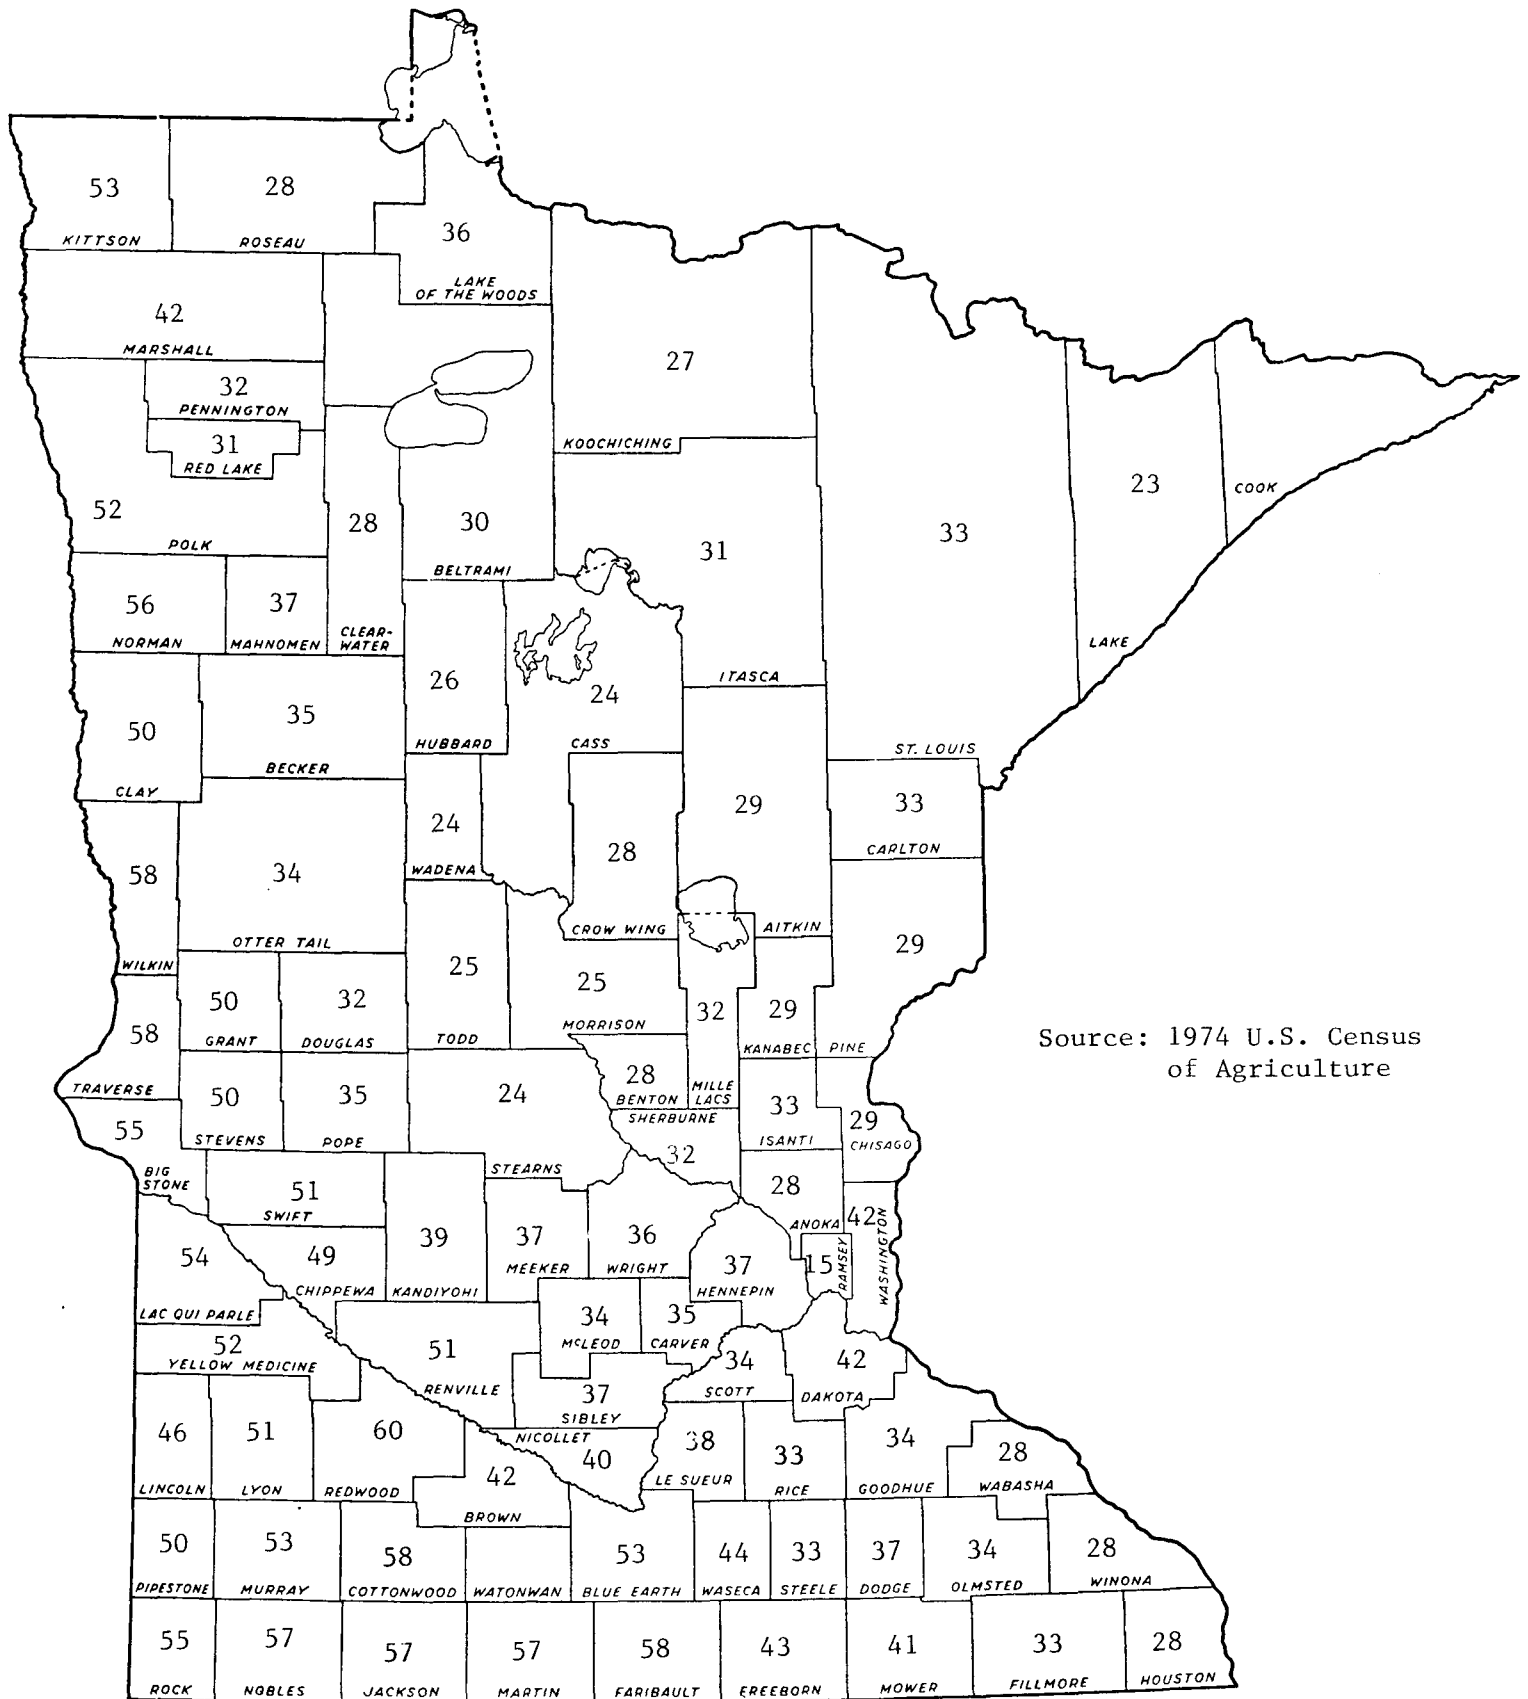 53
KITTSON
28
ROSEAU
36
LAKE
OF THE WOODS
42
MARSHALL
27
KOOCHICHING
32
PENNINGTON
31
RED LAKE
52
POLK
28
CLEAR-
WATER
30
BELTRAMI
31
ITASCA
33
ST. LOUIS
23
LAKE
COOK
56
NORMAN
37
MAHNOMEN
26
HUBBARD
24
CASS
50
CLAY
35
BECKER
24
WADENA
28
CROW WING
29
AITKIN
33
CARLTON
58
WILKIN
34
OTTER TAIL
25
TODD
25
MORRISON
32
MILLE
LACS
29
KANABEC
29
PINE
58
TRAVERSE
50
GRANT
32
DOUGLAS
Source: 1974 U.S. Census
of Agriculture
50
STEVENS
35
POPE
24
STEARNS
28
BENTON
SHERBURNE
32
33
ISANTI
29
CHISAGO
55
BIG
STONE
51
SWIFT
39
KANDIYOHI
37
MEEKER
36
WRIGHT
28
ANOKA
42
WASHINGTON
15
RAMSEY
37
HENNEPIN
54
LAC QUI PARLE
49
CHIPPEWA
52
YELLOW MEDICINE
51
RENVILLE
34
McLEOD
35
CARVER
34
SCOTT
42
DAKOTA
37
SIBLEY
NICOLLET
40
46
LINCOLN
51
LYON
60
REDWOOD
42
BROWN
38
LE SUEUR
33
RICE
34
GOODHUE
28
WABASHA
50
PIPESTONE
53
MURRAY
58
COTTONWOOD
WATONWAN
53
BLUE EARTH
44
WASECA
33
STEELE
37
DODGE
34
OLMSTED
28
WINONA
55
ROCK
57
NOBLES
57
JACKSON
57
MARTIN
58
FARIBAULT
43
FREEBORN
41
MOWER
33
FILLMORE
28
HOUSTON